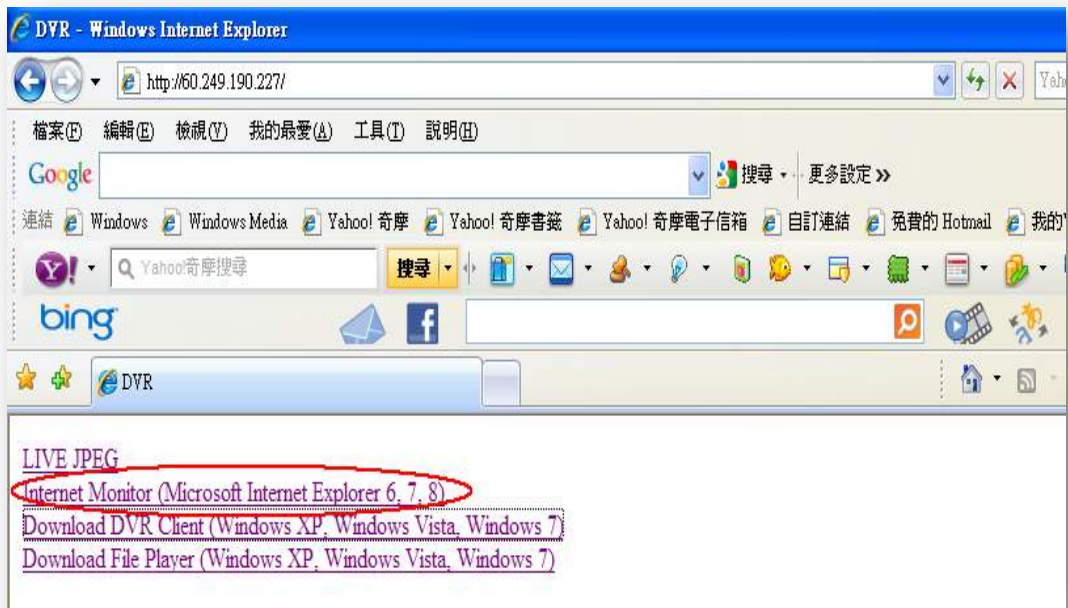 DVR - Windows Internet Explorer
http://60.249.190.227/
檔案(F) 編輯(E) 檢視(V) 我的最愛(A) 工具(T) 說明(H)
Google 搜尋 更多設定 »
連結 Windows Windows Media Yahoo! 奇摩 Yahoo! 奇摩書籤 Yahoo! 奇摩電子信箱 自訂連結 免費的 Hotmail 我的
Y! Yahoo!奇摩搜尋 搜尋
bing f
DVR
LIVE JPEG
Internet Monitor (Microsoft Internet Explorer 6, 7, 8)
Download DVR Client (Windows XP, Windows Vista, Windows 7)
Download File Player (Windows XP, Windows Vista, Windows 7)